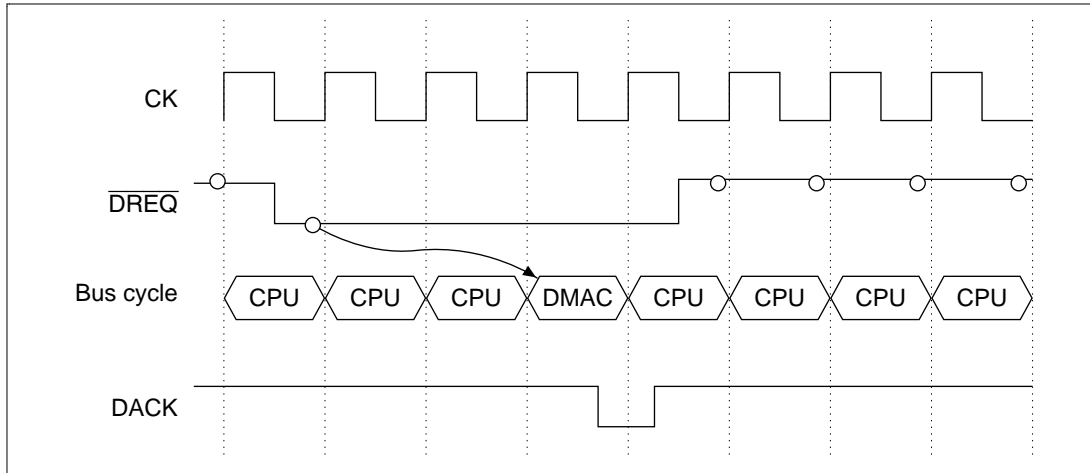 CK
DREQ
Bus cycle CPU CPU CPU DMAC CPU CPU CPU CPU
DACK